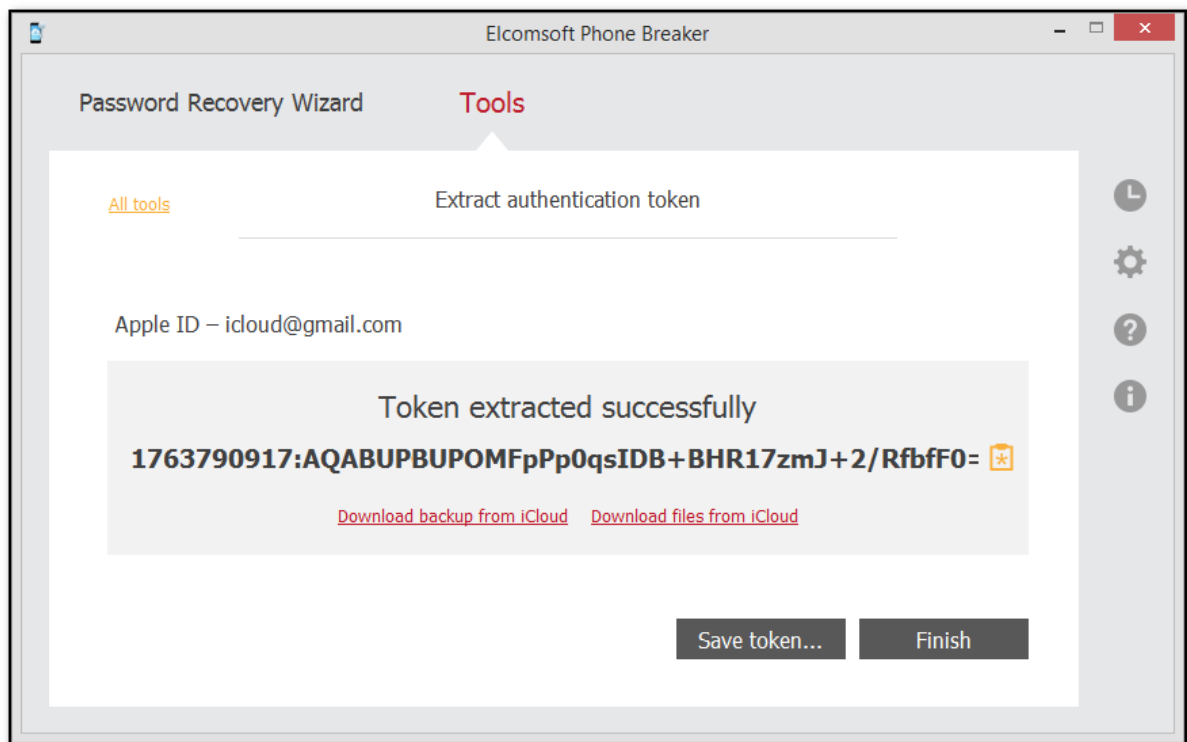 Elcomsoft Phone Breaker
Password Recovery Wizard Tools
All tools Extract authentication token
Apple ID – icloud@gmail.com
Token extracted successfully
1763790917:AQABUPBUPOMFpPp0qsIDB+BHR17zmJ+2/RfbfF0=
Download backup from iCloud Download files from iCloud
Save token... Finish